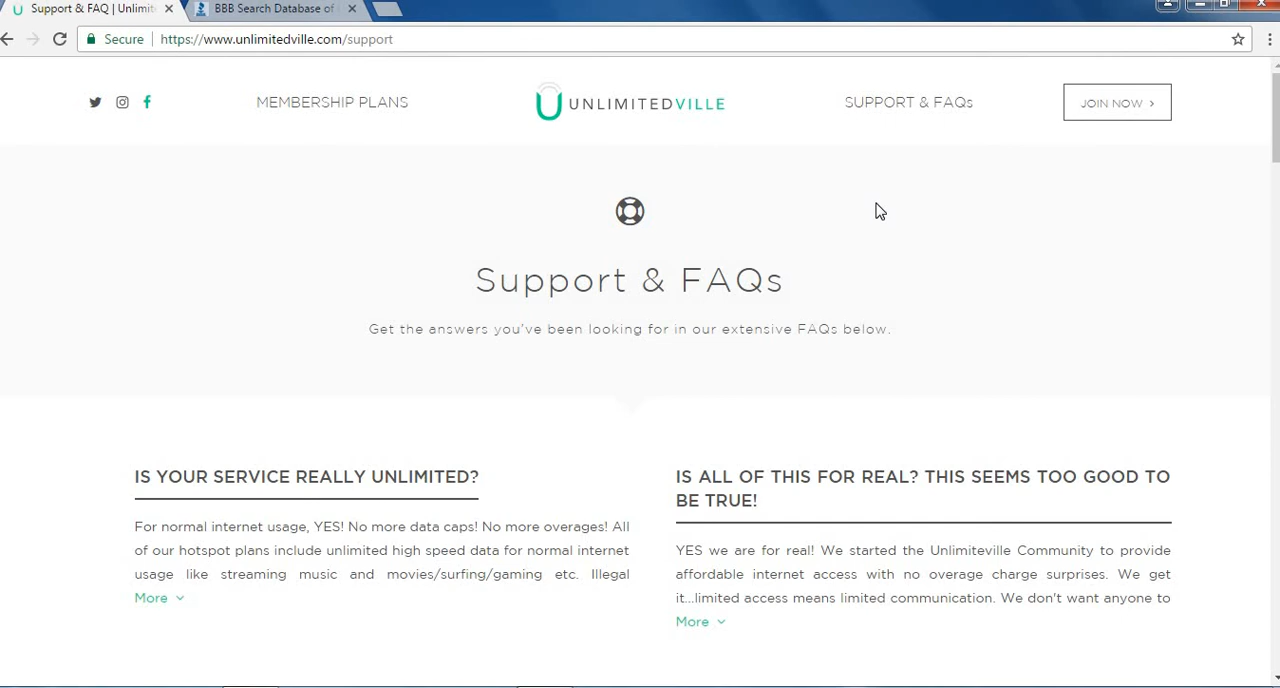 Support & FAQ | Unlimit
BBB Search Database of
Secure
https://www.unlimitedville.com/support
MEMBERSHIP PLANS
UNLIMITEDVILLE
SUPPORT & FAQs
JOIN NOW >
Support & FAQs
Get the answers you've been looking for in our extensive FAQs below.
IS YOUR SERVICE REALLY UNLIMITED?
For normal internet usage, YES! No more data caps! No more overages! All
of our hotspot plans include unlimited high speed data for normal internet
usage like streaming music and movies/surfing/gaming etc. Illegal
More
IS ALL OF THIS FOR REAL? THIS SEEMS TOO GOOD TO
BE TRUE!
YES we are for real! We started the Unlimiteville Community to provide
affordable internet access with no overage charge surprises. We get
it...limited access means limited communication. We don't want anyone to
More